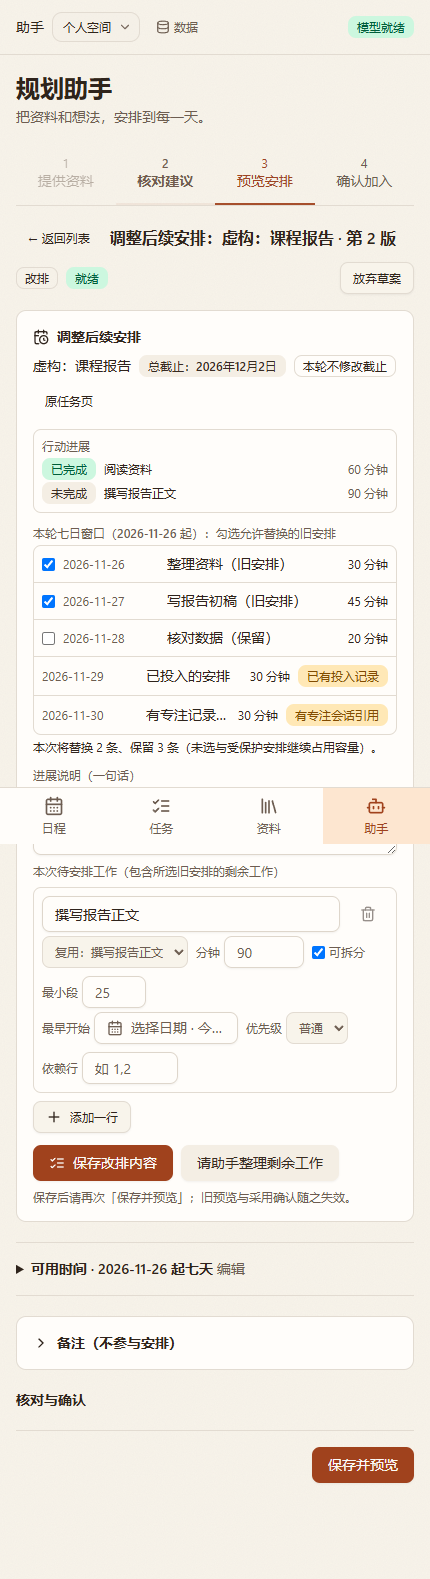 助手 个人空间 数据 模型就绪
规划助手
把资料和想法，安排到每一天。
1 2 3 4
提供资料 核对建议 预览安排 确认加入
← 返回列表 调整后续安排：虚构：课程报告 · 第 2 版
改排 就绪 放弃草案
调整后续安排
虚构：课程报告 总截止：2026年12月2日 本轮不修改截止
原任务页
行动进展
已完成 阅读资料 60 分钟
未完成 撰写报告正文 90 分钟
本轮七日窗口（2026-11-26 起）：勾选允许替换的旧安排
2026-11-26 整理资料（旧安排） 30 分钟
2026-11-27 写报告初稿（旧安排） 45 分钟
2026-11-28 核对数据（保留） 20 分钟
2026-11-29 已投入的安排 30 分钟 已有投入记录
2026-11-30 有专注记录... 30 分钟 有专注会话引用
本次将替换 2 条、保留 3 条（未选与受保护安排继续占用容量）。
进展说明（一句话）
日程 任务 资料 助手
本次待安排工作（包含所选旧安排的剩余工作）
撰写报告正文
复用：撰写报告正文 分钟 90 可拆分
最小段 25
最早开始 选择日期 · 今... 优先级 普通
依赖行 如 1,2
添加一行
保存改排内容 请助手整理剩余工作
保存后请再次「保存并预览」；旧预览与采用确认随之失效。
可用时间 · 2026-11-26 起七天 编辑
备注（不参与安排）
核对与确认
保存并预览